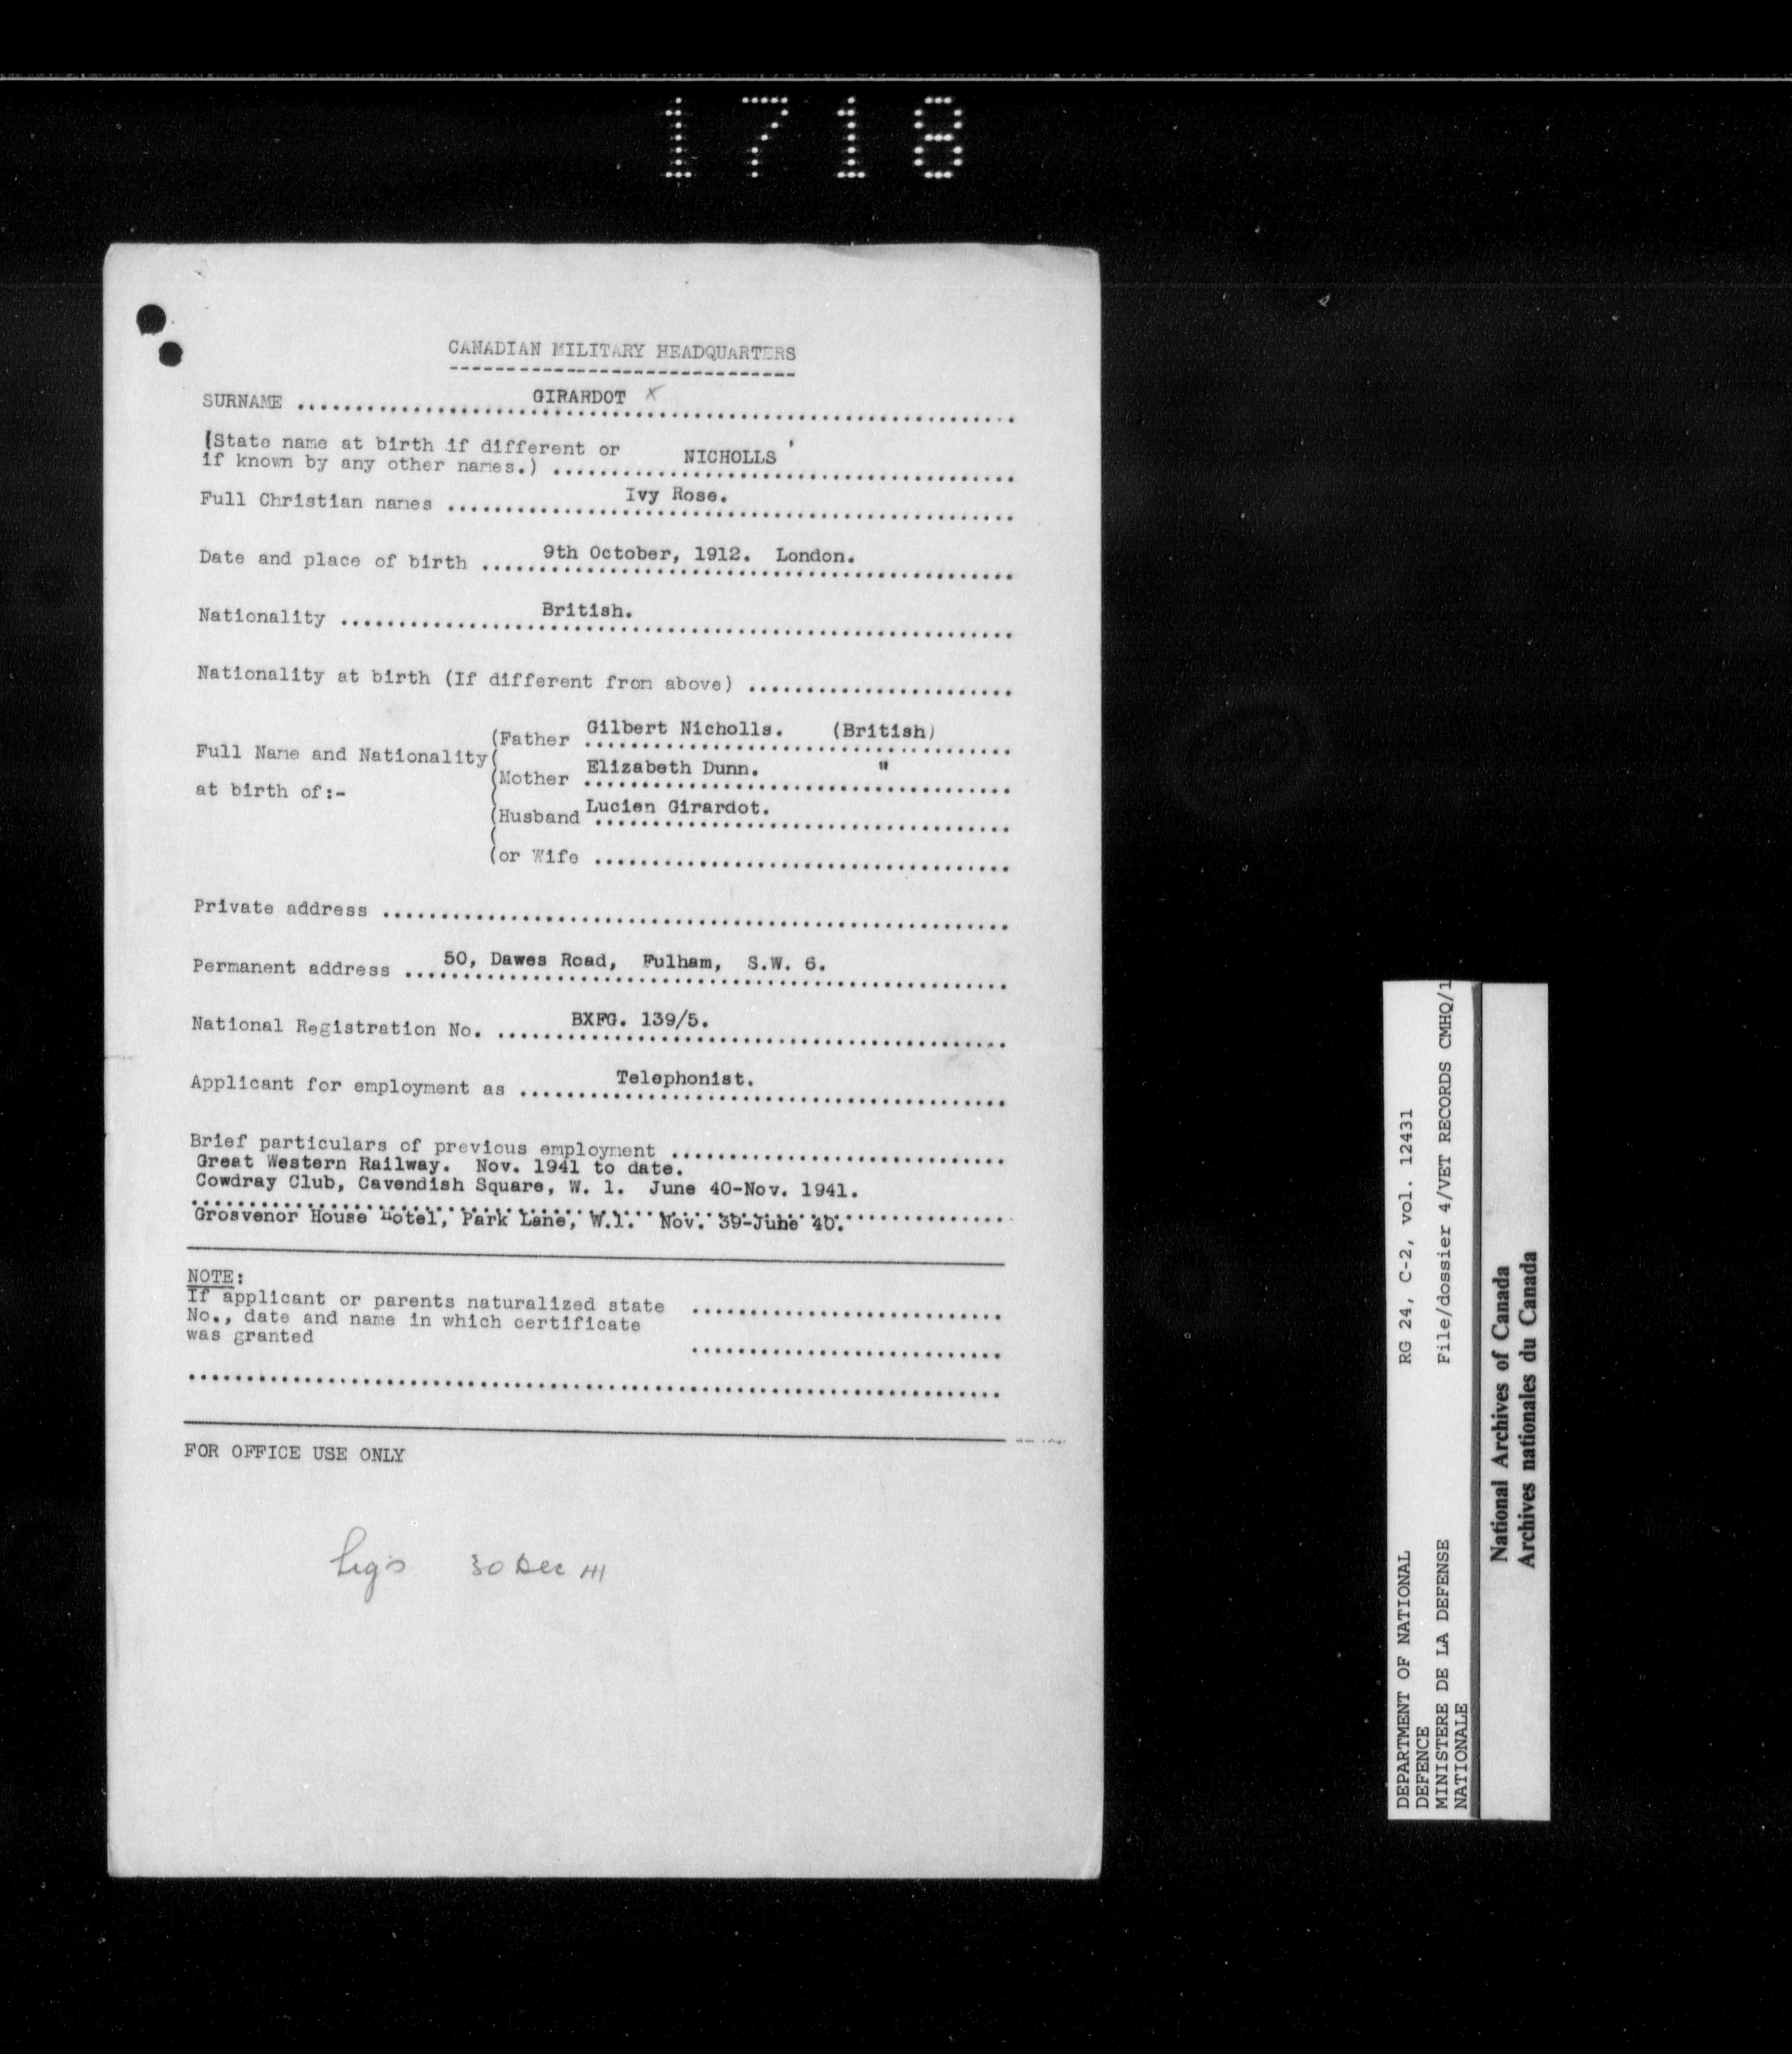 1718
CANADIAN MILITARY HEADQUARTERS
SURNAME ........ GIRARDOT x
(State name at birth if different or
if known by any other names.) ........ NICHOLLS
Full Christian names ........ Ivy Rose.
Date and place of birth ........ 9th October, 1912. London.
Nationality ........ British.
Nationality at birth (If different from above) ........
Full Name and Nationality
at birth of:-
(Father Gilbert Nicholls. (British)
(Mother Elizabeth Dunn. "
(Husband Lucien Girardot.
(or Wife ........
Private address ........
Permanent address ........ 50, Dawes Road, Fulham, S.W. 6.
National Registration No. ........ BXFG. 139/5.
Applicant for employment as ........ Telephonist.
Brief particulars of previous employment ........
Great Western Railway. Nov. 1941 to date.
Cowdray Club, Cavendish Square, W. 1. June 40-Nov. 1941.
Grosvenor House Hotel, Park Lane, W.1. Nov. 39-June 40.
NOTE:
If applicant or parents naturalized state ........
No., date and name in which certificate
was granted ........
FOR OFFICE USE ONLY
30 Dec 41
DEPARTMENT OF NATIONAL
DEFENCE
MINISTERE DE LA DEFENSE
NATIONALE
RG 24, C-2, vol. 12431
File/dossier 4/VET RECORDS CMHQ/1
National Archives of Canada
Archives nationales du Canada